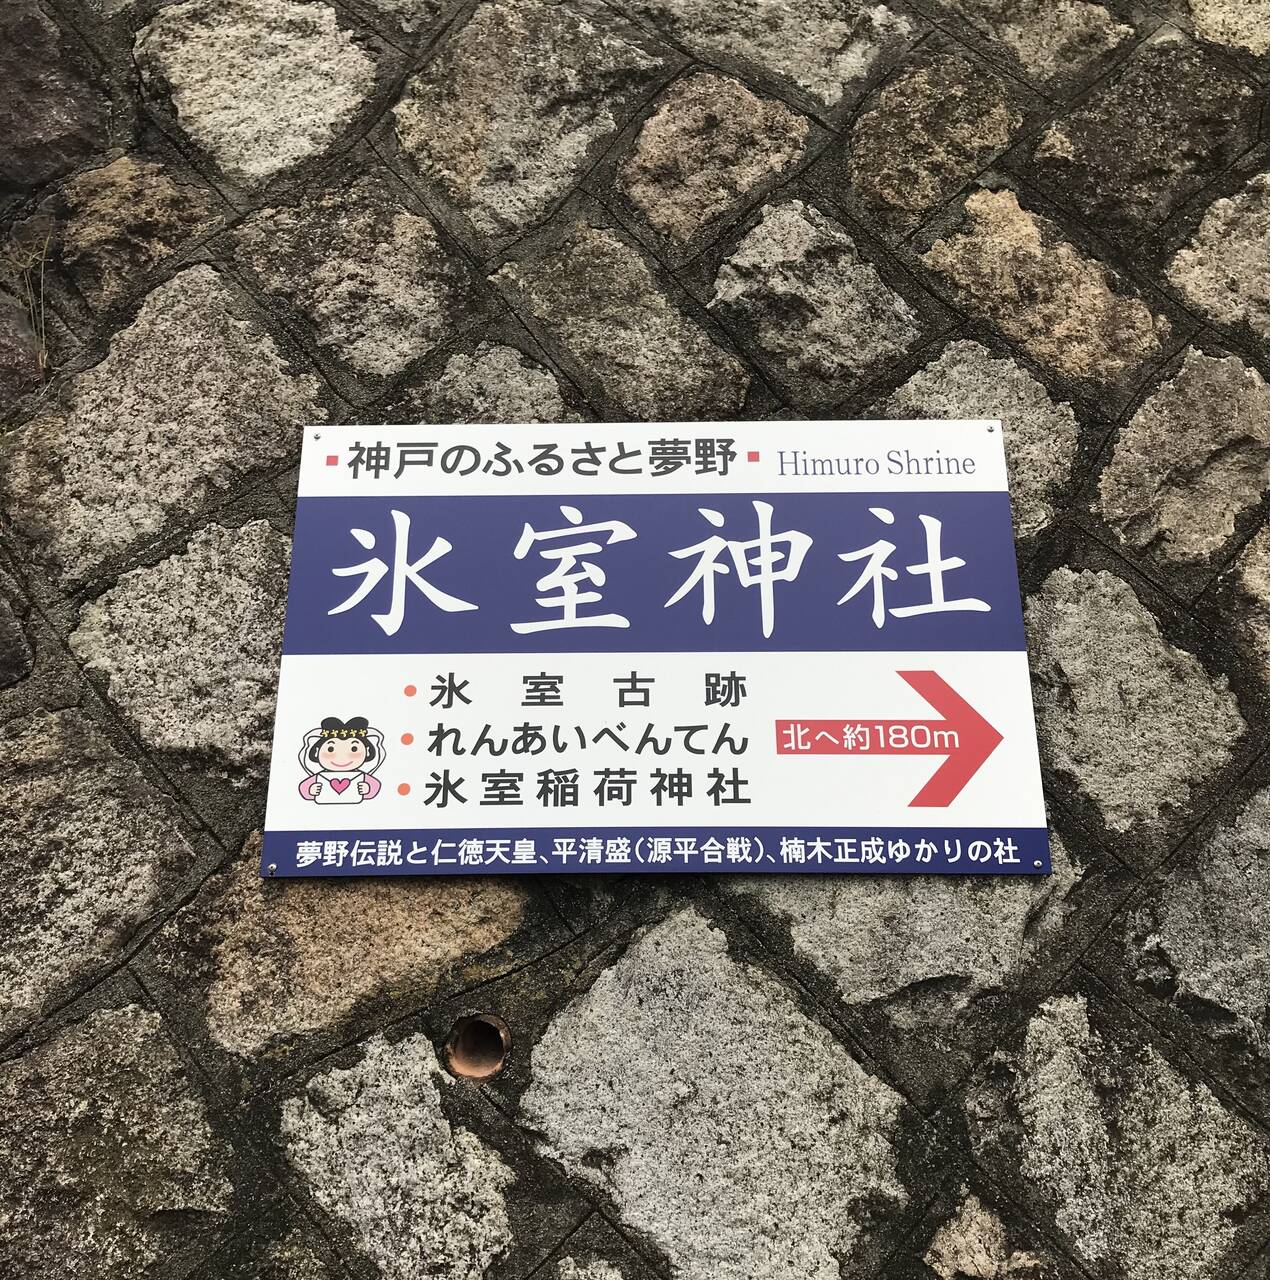 ▪神戸のふるさと夢野▪ Himuro Shrine
氷室神社
•氷室古跡
•れんあいべんてん
•氷室稲荷神社
北へ約180m
夢野伝説と仁徳天皇、平清盛(源平合戦)、楠木正成ゆかりの社